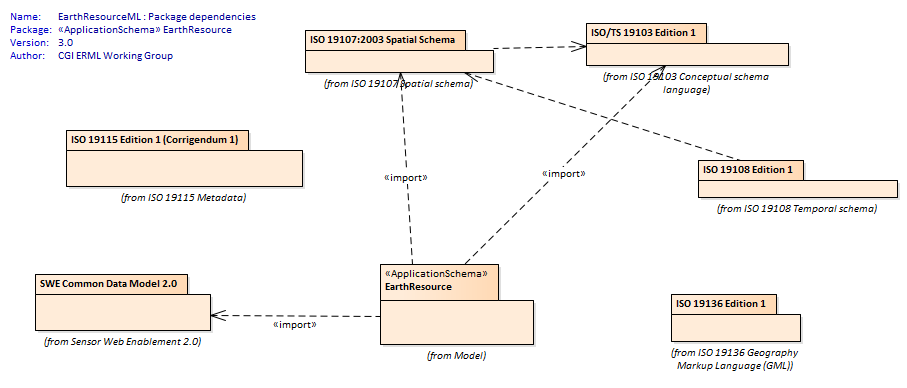 Name: EarthResourceML : Package dependencies
Package: «ApplicationSchema» EarthResource
Version: 3.0
Author: CGI ERML Working Group
ISO 19107:2003 Spatial Schema
(from ISO 19107 Spatial schema)
ISO/TS 19103 Edition 1
(from ISO 19103 Conceptual schema
language)
ISO 19115 Edition 1 (Corrigendum 1)
(from ISO 19115 Metadata)
«import»
«import»
ISO 19108 Edition 1
(from ISO 19108 Temporal schema)
SWE Common Data Model 2.0
(from Sensor Web Enablement 2.0)
«import»
«ApplicationSchema»
EarthResource
(from Model)
ISO 19136 Edition 1
(from ISO 19136 Geography
Markup Language (GML))